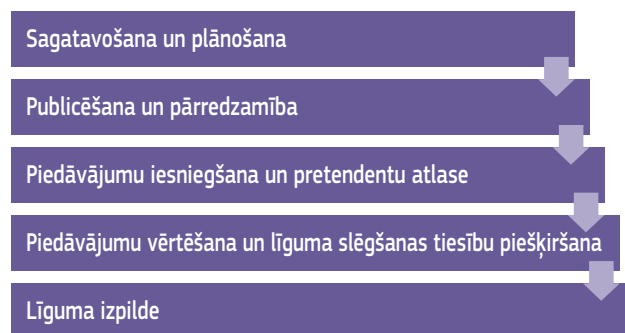 Sagatavošana un plānošana
Publicēšana un pārredzamība
Piedāvājumu iesniegšana un pretendentu atlase
Piedāvājumu vērtēšana un līguma slēgšanas tiesību piešķiršana
Līguma izpilde